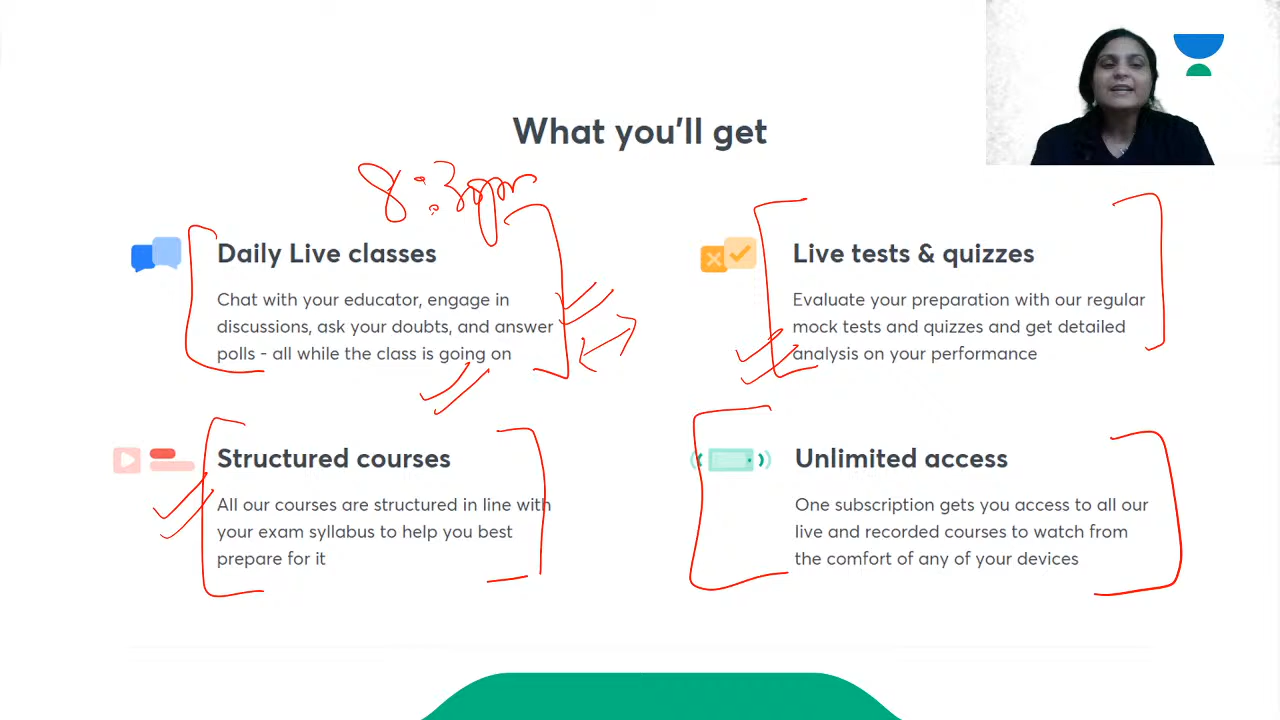 What you'll get
8:30pm
Daily Live classes
Chat with your educator, engage in
discussions, ask your doubts, and answer
polls - all while the class is going on
Live tests & quizzes
Evaluate your preparation with our regular
mock tests and quizzes and get detailed
analysis on your performance
Structured courses
All our courses are structured in line with
your exam syllabus to help you best
prepare for it
Unlimited access
One subscription gets you access to all our
live and recorded courses to watch from
the comfort of any of your devices